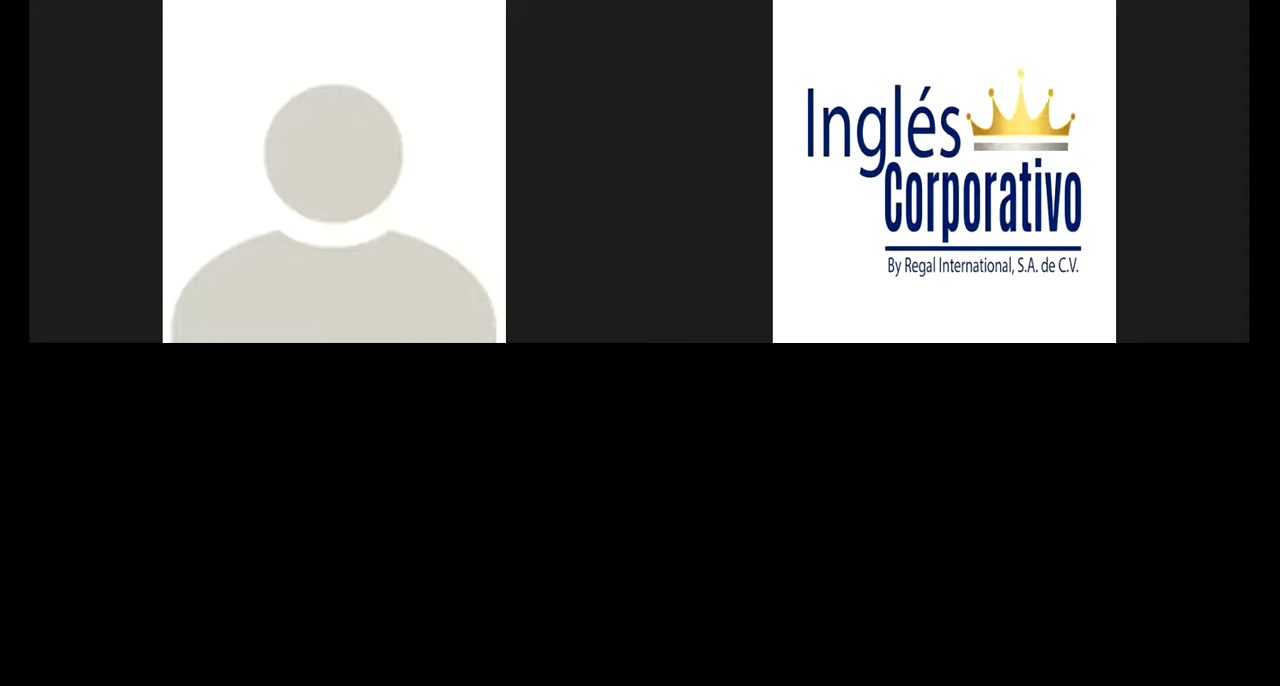 Inglés
Corporativo
By Regal International, S.A. de C.V.